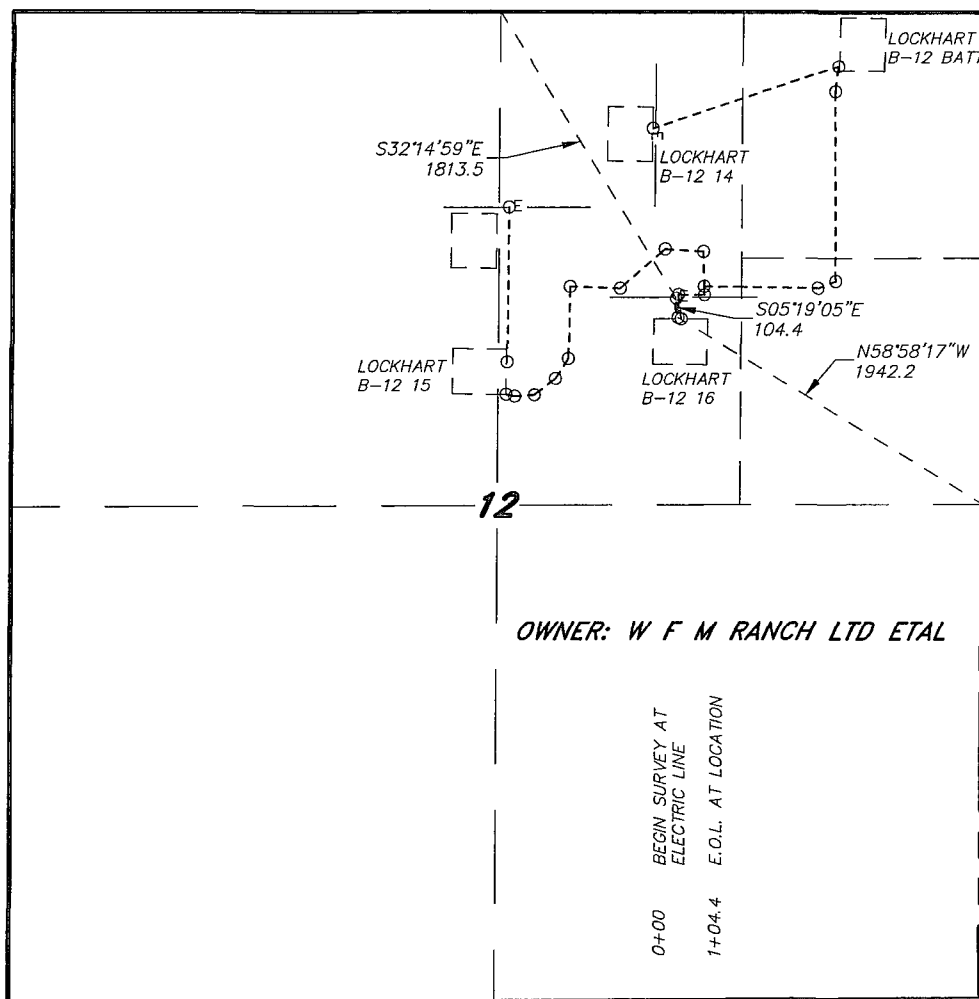 LOCKHART
B-12 BATT
S32°14'59"E
1813.5
LOCKHART
B-12 14
E
E
S05°19'05"E
104.4
N58°58'17"W
1942.2
LOCKHART
B-12 15
LOCKHART
B-12 16
12
OWNER: W F M RANCH LTD ETAL
0+00 BEGIN SURVEY AT
ELECTRIC LINE
1+04.4 E.O.L. AT LOCATION